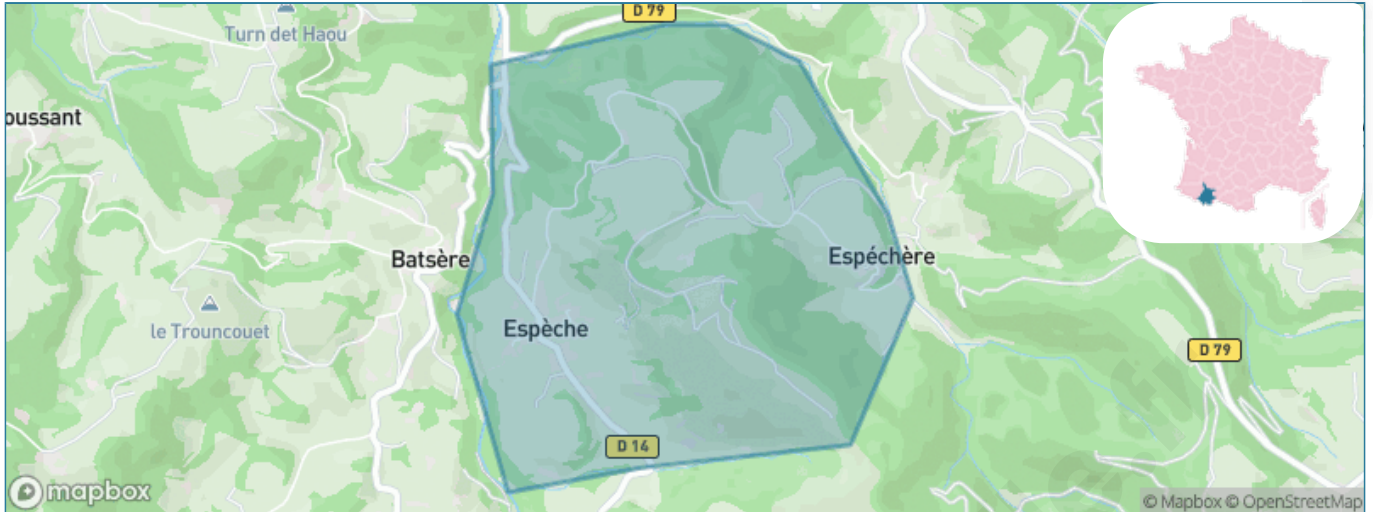 D 79
Turn det Haou
oussant
Batsère
Espéchère
le Trouncouet
Espèche
D 79
D 14
mapbox
© Mapbox © OpenStreetMap